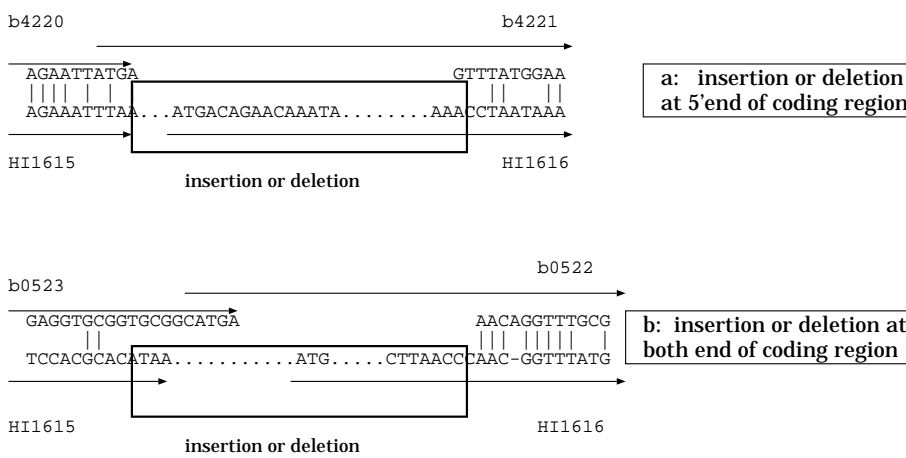 b4220 b4221
AGAATTATGA GTTTATGGAA
AGAAATTTAA...ATGACAGAACAAATA........AAACCTAATAAA
HI1615 HI1616
insertion or deletion
a: insertion or deletion
at 5'end of coding region
b0522
b0523
GAGGTGCGGTGCGGCATGA AACAGGTTTGCG
TCCACGCACATAA...........ATG.....CTTAACCCAAC-GGTTTATG
HI1615 HI1616
insertion or deletion
b: insertion or deletion at
both end of coding region